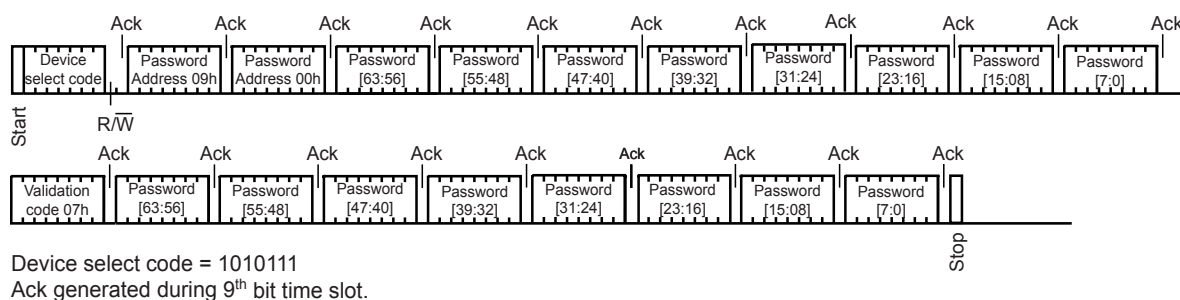 Ack Ack Ack Ack Ack Ack Ack Ack Ack Ack Ack
Device select code Password Address 09h Password Address 00h Password [63:56] Password [55:48] Password [47:40] Password [39:32] Password [31:24] Password [23:16] Password [15:08] Password [7:0]
Start R/W̅
Ack Ack Ack Ack Ack Ack Ack Ack Ack
Validation code 07h Password [63:56] Password [55:48] Password [47:40] Password [39:32] Password [31:24] Password [23:16] Password [15:08] Password [7:0]
Stop
Device select code = 1010111
Ack generated during 9th bit time slot.